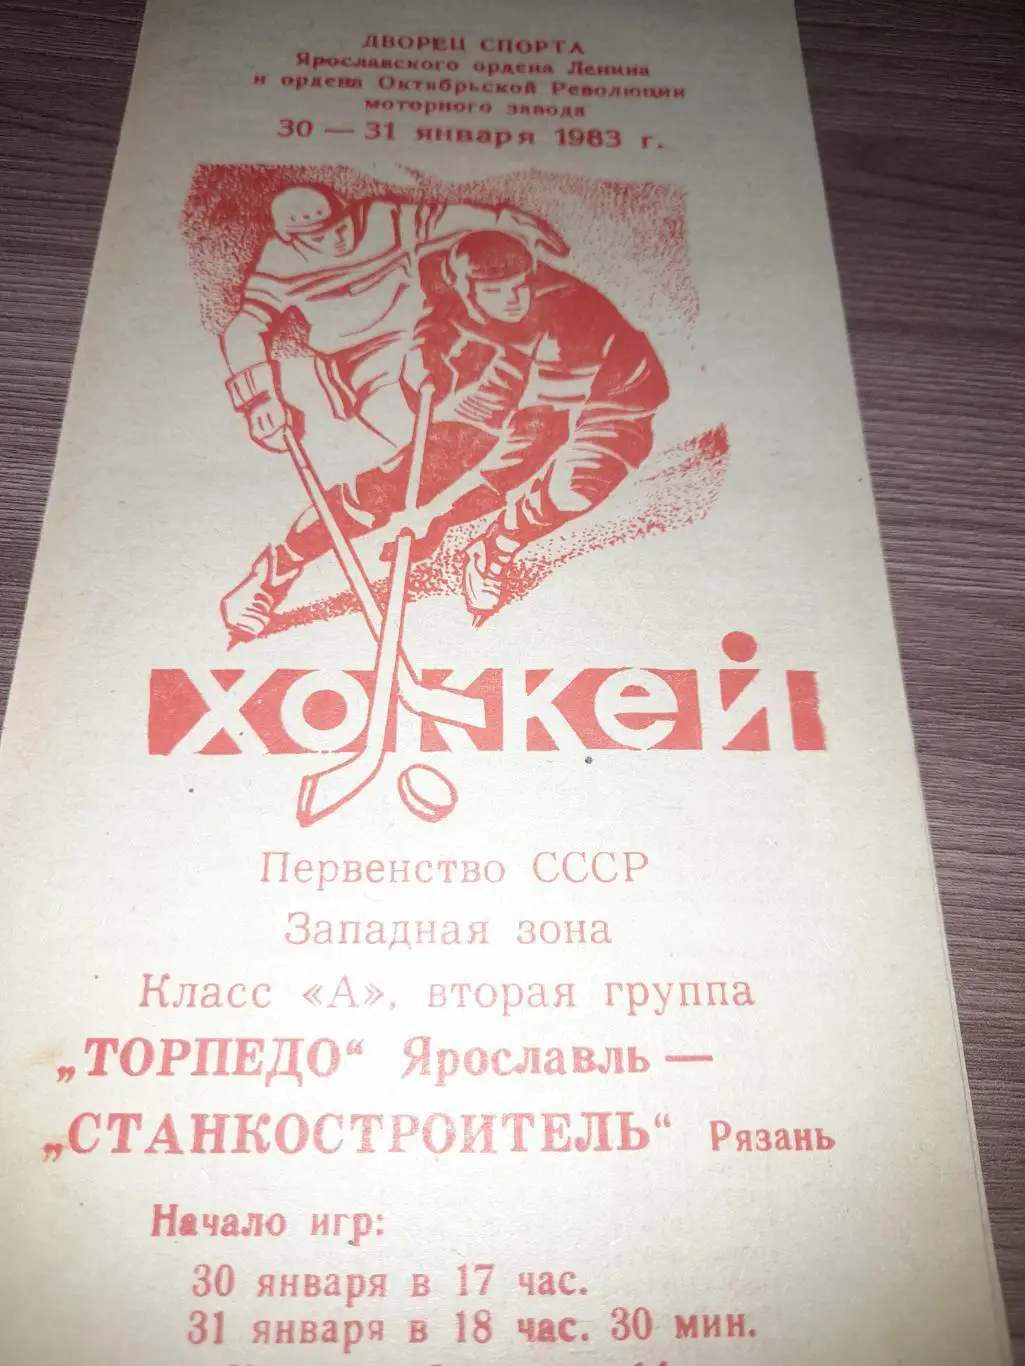 ДВОРЕЦ СПОРТА
Ярославского ордена Ленина
и ордена Октябрьской Революции
моторного завода
30 — 31 января 1983 г.
ХОККЕЙ
Первенство СССР
Западная зона
Класс «А», вторая группа
„ТОРПЕДО“ Ярославль —
„СТАНКОСТРОИТЕЛЬ“ Рязань
Начало игр:
30 января в 17 час.
31 января в 18 час. 30 мин.